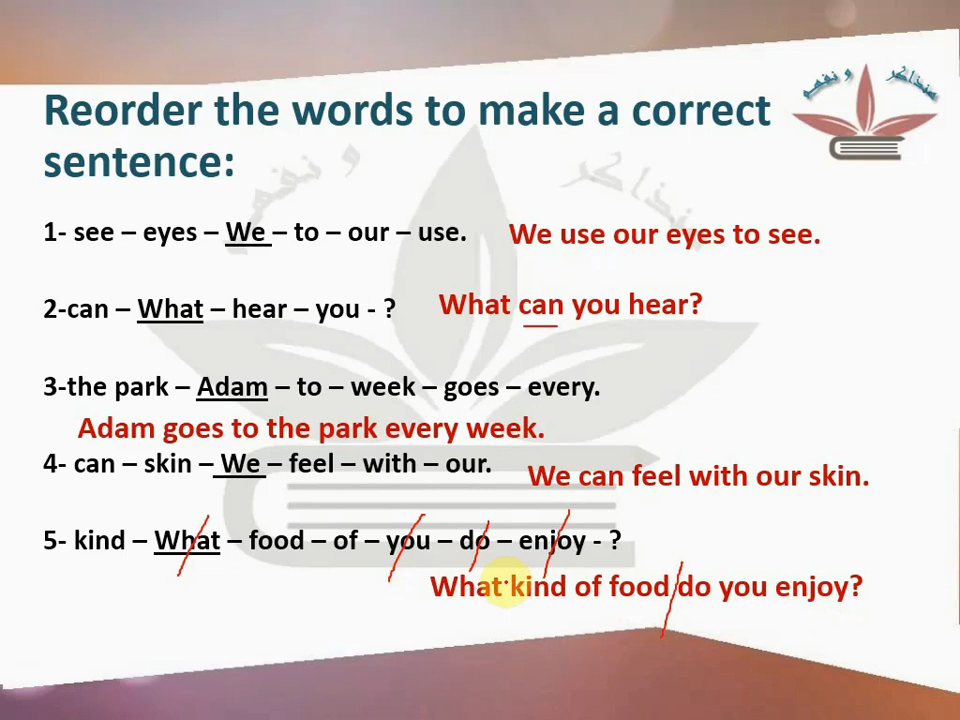 Reorder the words to make a correct
sentence:
منذاكر ونفهم
1- see – eyes – We – to – our – use.
We use our eyes to see.
2-can – What – hear – you - ?
What can you hear?
3-the park – Adam – to – week – goes – every.
Adam goes to the park every week.
4- can – skin – We – feel – with – our.
We can feel with our skin.
5- kind – What – food – of – you – do – enjoy - ?
What kind of food do you enjoy?